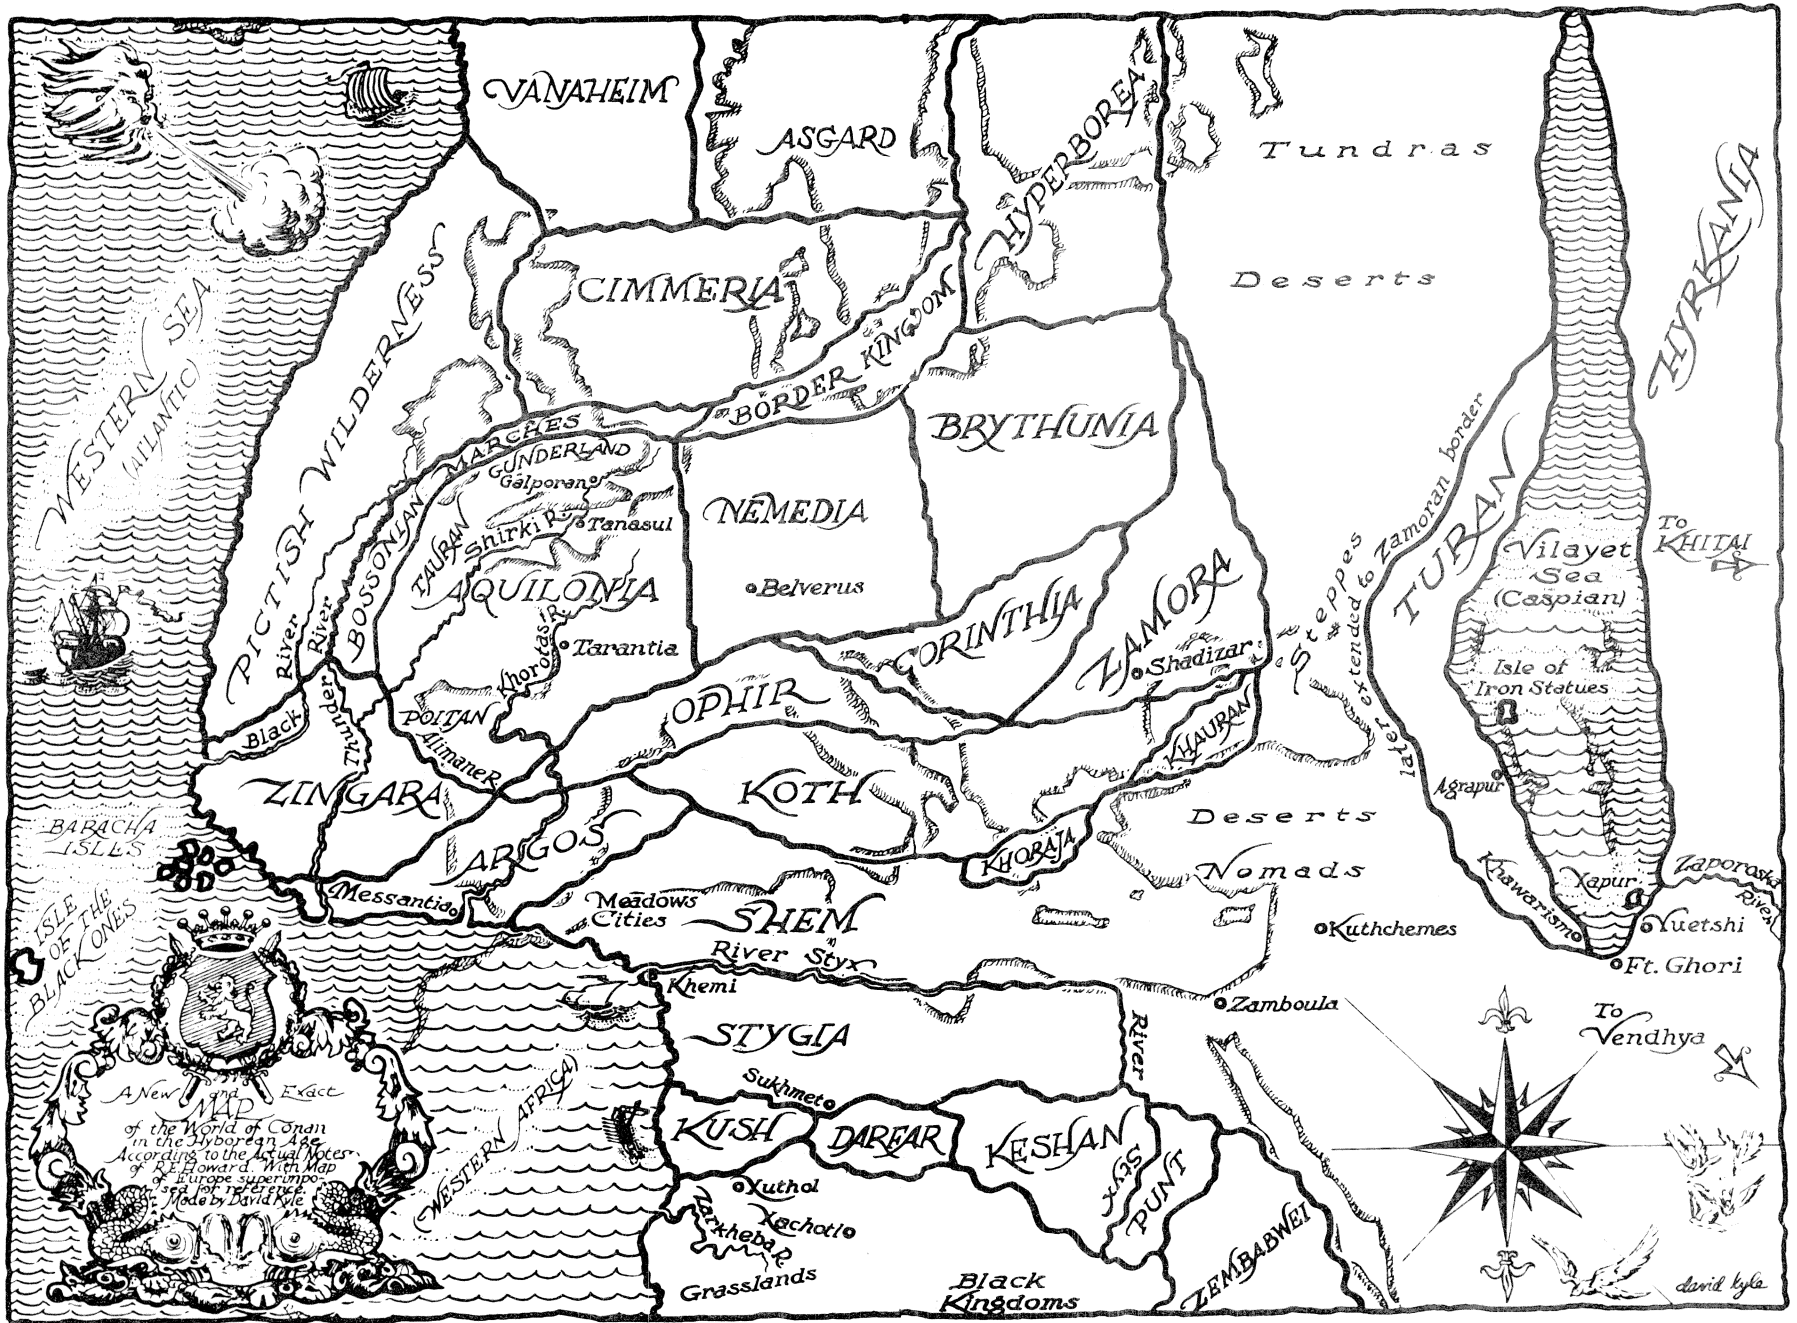 VANAHEIM
ASGARD
HYPERBOREA
Tundras
HYRKANIA
Deserts
CIMMERIA
WESTERN SEA
(ATLANTIC)
PICTISH WILDERNESS
BORDER KINGDOM
BOSSONIAN MARCHES
GUNDERLAND
Galporan
TAURAN
Shirki R.
Tanasul
AQUILONIA
Khorotas R.
Tarantia
POITAN
Alimane R.
NEMEDIA
Belverus
BRYTHUNIA
CORINTHIA
ZAMORA
Shadizar
Steppes
later extended to Zamoran border
TURAN
Vilayet
Sea
(Caspian)
Isle of
Iron Statues
To
KHITAI
Black River
Thunder River
ZINGARA
OPHIR
KOTH
KHAURAN
KHORAJA
ARGOS
Messantia
Agrapur
Deserts
Nomads
Khawarism
Xapur
Zaporoska
River
Yuetshi
Ft. Ghori
BARACHA
ISLES
ISLE
OF THE
BLACK ONES
Meadows
Cities
SHEM
River Styx
Kuthchemes
Khemi
Zamboula
To
Vendhya
STYGIA
River
Styx
Sukhmet
KUSH
DARFAR
KESHAN
PUNT
ZEMBABWEI
Xuthol
Xachotl
Zarkheba R.
Grasslands
Black
Kingdoms
(WESTERN AFRICA)
A New and Exact
MAP
of the World of Conan
in the Hyborean Age.
According to the Actual Notes
of R.E. Howard. With Map
of Europe superimpo-
sed for reference.
Made by David Kyle
david kyle